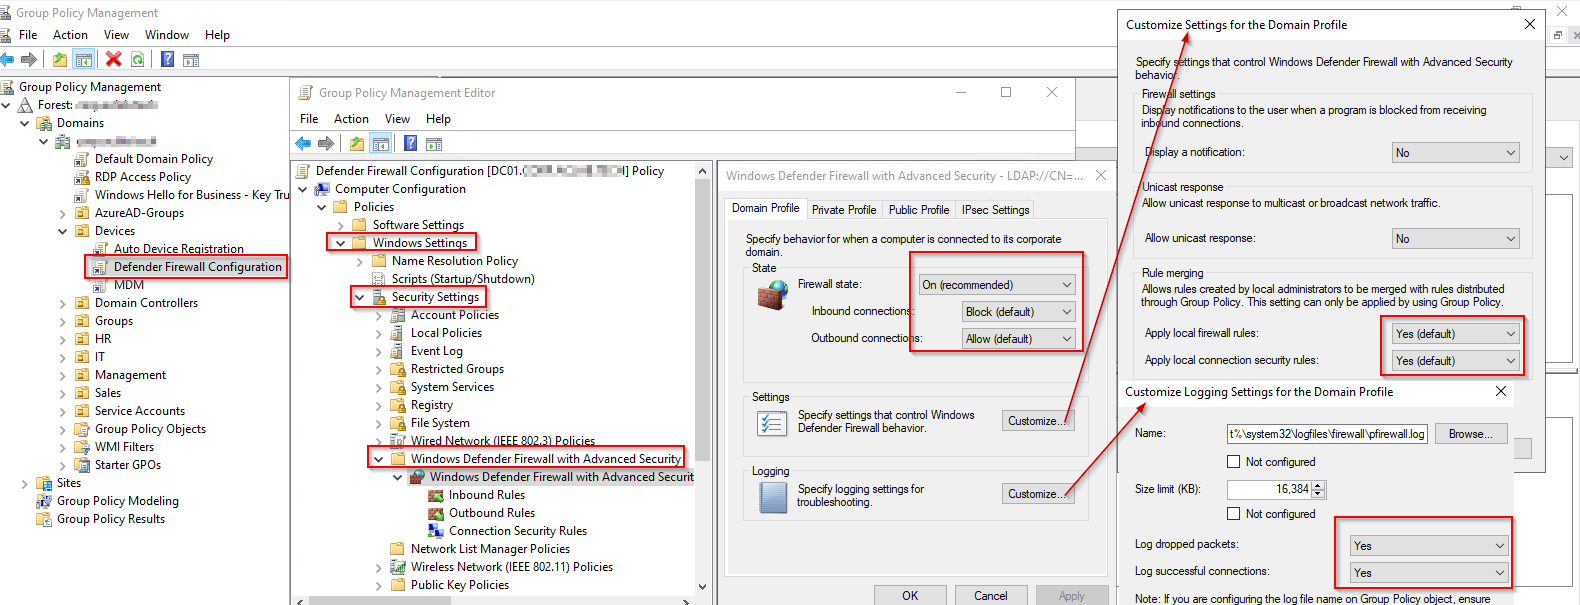 Group Policy Management
File Action View Window Help
Group Policy Management
Forest:
Domains
Default Domain Policy
RDP Access Policy
Windows Hello for Business - Key Tru
AzureAD-Groups
Devices
Auto Device Registration
Defender Firewall Configuration
MDM
Domain Controllers
Groups
HR
IT
Management
Sales
Service Accounts
Group Policy Objects
WMI Filters
Starter GPOs
Sites
Group Policy Modeling
Group Policy Results
Group Policy Management Editor
File Action View Help
Defender Firewall Configuration [DC01. ] Policy
Computer Configuration
Policies
Software Settings
Windows Settings
Name Resolution Policy
Scripts (Startup/Shutdown)
Security Settings
Account Policies
Local Policies
Event Log
Restricted Groups
System Services
Registry
File System
Wired Network (IEEE 802.3) Policies
Windows Defender Firewall with Advanced Security
Windows Defender Firewall with Advanced Securit
Inbound Rules
Outbound Rules
Connection Security Rules
Network List Manager Policies
Wireless Network (IEEE 802.11) Policies
Public Key Policies
Windows Defender Firewall with Advanced Security - LDAP://CN=...
Domain Profile Private Profile Public Profile IPsec Settings
Specify behavior for when a computer is connected to its corporate
domain.
State
Firewall state: On (recommended)
Inbound connections: Block (default)
Outbound connections: Allow (default)
Settings
Specify settings that control Windows
Defender Firewall behavior.
Customize...
Logging
Specify logging settings for
troubleshooting.
Customize...
OK Cancel Apply
Customize Settings for the Domain Profile
Specify settings that control Windows Defender Firewall with Advanced Security
behavior.
Firewall settings
Display notifications to the user when a program is blocked from receiving
inbound connections.
Display a notification: No
Unicast response
Allow unicast response to multicast or broadcast network traffic.
Allow unicast response: No
Rule merging
Allows rules created by local administrators to be merged with rules distributed
through Group Policy. This setting can only be applied by using Group Policy.
Apply local firewall rules: Yes (default)
Apply local connection security rules: Yes (default)
Customize Logging Settings for the Domain Profile
Name: t%\system32\logfiles\firewall\pfirewall.log Browse...
Not configured
Size limit (KB): 16,384
Not configured
Log dropped packets: Yes
Log successful connections: Yes
Note: If you are configuring the log file name on Group Policy object, ensure